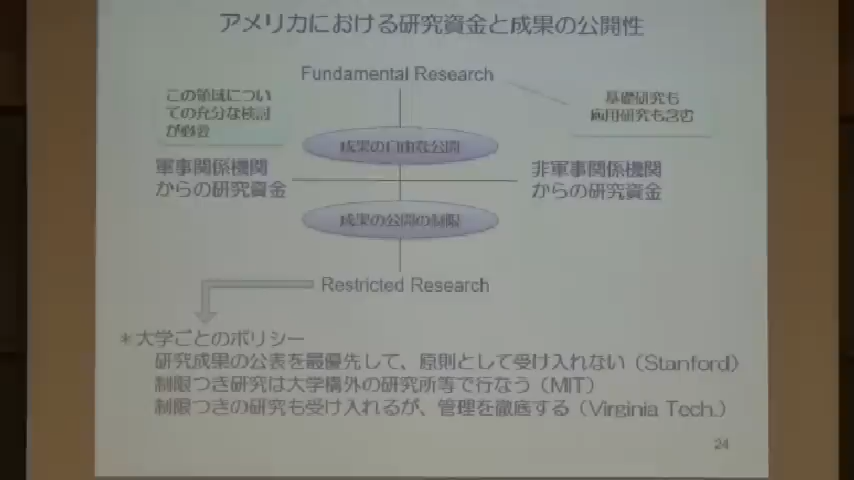 アメリカにおける研究資金と成果の公開性
Fundamental Research
この領域につい
ての充分な検討
が必要
基礎研究も
応用研究も含む
成果の自由な公開
軍事関係機関
からの研究資金
非軍事関係機関
からの研究資金
成果の公開の制限
Restricted Research
＊大学ごとのポリシー
研究成果の公表を最優先して、原則として受け入れない（Stanford）
制限つき研究は大学構外の研究所等で行なう（MIT）
制限つきの研究も受け入れるが、管理を徹底する（Virginia Tech.）
24